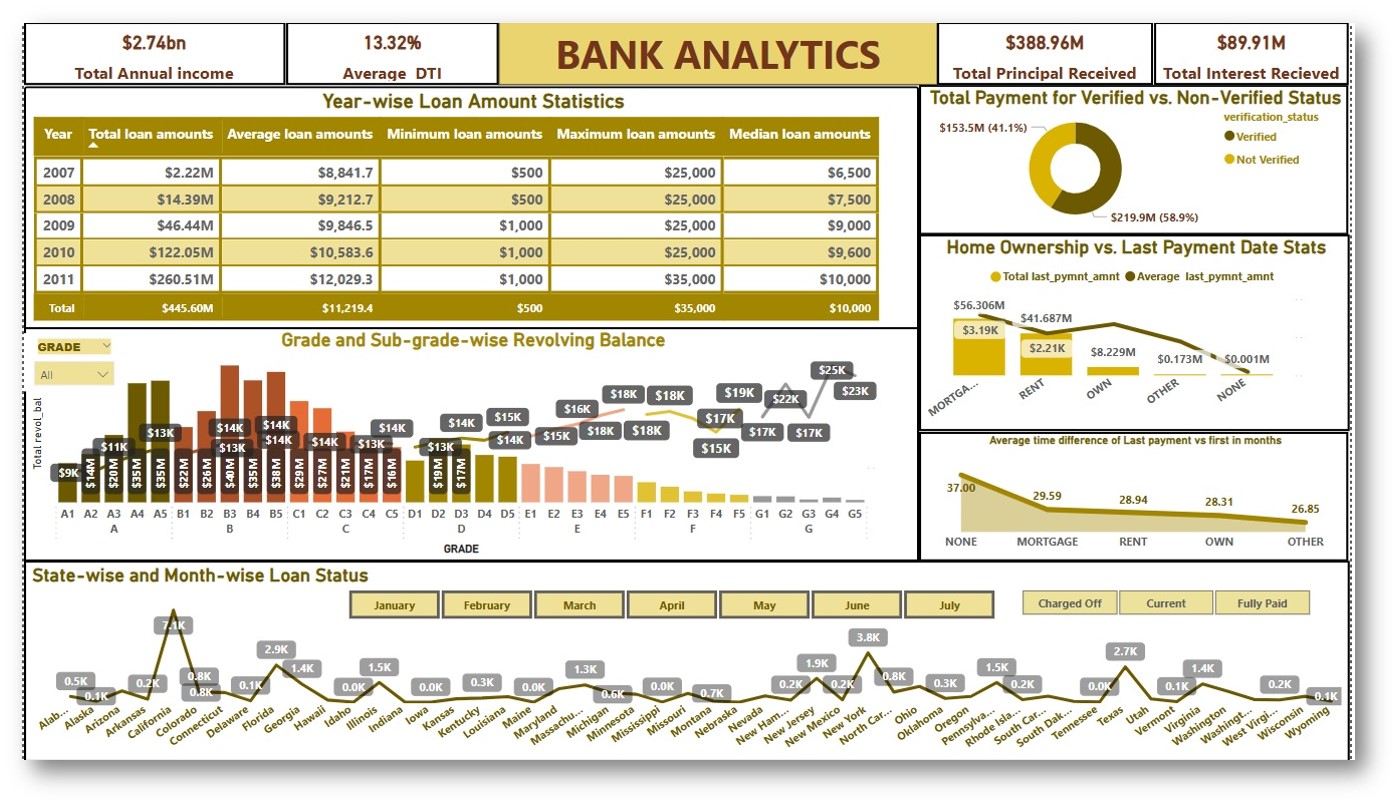 $2.74bn
Total Annual income
13.32%
Average DTI
BANK ANALYTICS
$388.96M
Total Principal Received
$89.91M
Total Interest Recieved
Year-wise Loan Amount Statistics
Year Total loan amounts Average loan amounts Minimum loan amounts Maximum loan amounts Median loan amounts
2007 $2.22M $8,841.7 $500 $25,000 $6,500
2008 $14.39M $9,212.7 $500 $25,000 $7,500
2009 $46.44M $9,846.5 $1,000 $25,000 $9,000
2010 $122.05M $10,583.6 $1,000 $25,000 $9,600
2011 $260.51M $12,029.3 $1,000 $35,000 $10,000
Total $445.60M $11,219.4 $500 $35,000 $10,000
Total Payment for Verified vs. Non-Verified Status
verification_status
Verified
Not Verified
$153.5M (41.1%)
$219.9M (58.9%)
Home Ownership vs. Last Payment Date Stats
Total last_pymnt_amnt Average last_pymnt_amnt
$56.306M $41.687M $8.229M $0.173M $0.001M
$3.19K $2.21K
MORTGA... RENT OWN OTHER NONE
Grade and Sub-grade-wise Revolving Balance
GRADE
All
Total revol_bal
$9K $11K $13K $14K $13K $14K $14K $14K $13K $14K $13K $14K $15K $14K $15K $16K $18K $18K $18K $18K $17K $15K $19K $17K $22K $17K $25K $23K
$14M $20M $35M $35M $22M $26M $40M $35M $38M $29M $27M $21M $17M $16M $19M $17M
A1 A2 A3 A4 A5 B1 B2 B3 B4 B5 C1 C2 C3 C4 C5 D1 D2 D3 D4 D5 E1 E2 E3 E4 E5 F1 F2 F3 F4 F5 G1 G2 G3 G4 G5
A B C D E F G
GRADE
Average time difference of Last payment vs first in months
37.00 29.59 28.94 28.31 26.85
NONE MORTGAGE RENT OWN OTHER
State-wise and Month-wise Loan Status
January February March April May June July
Charged Off Current Fully Paid
0.5K 0.1K 0.2K 7.1K 0.8K 0.8K 0.1K 2.9K 1.4K 0.0K 1.5K 0.0K 0.3K 0.0K 1.3K 0.6K 0.0K 0.7K 0.2K 1.9K 0.2K 3.8K 0.8K 0.3K 1.5K 0.2K 0.0K 2.7K 0.1K 1.4K 0.2K 0.1K
Alab... Alaska Arizona Arkansas California Colorado Connecticut Delaware Florida Georgia Hawaii Idaho Illinois Indiana Iowa Kansas Kentucky Louisiana Maine Maryland Massachu... Michigan Minnesota Mississippi Missouri Montana Nebraska Nevada New Ham... New Jersey New Mexico New York North Car... Ohio Oklahoma Oregon Pennsylva... Rhode Isla... South Car... South Dak... Tennessee Texas Utah Vermont Virginia Washington Washingt... West Virgi... Wisconsin Wyoming